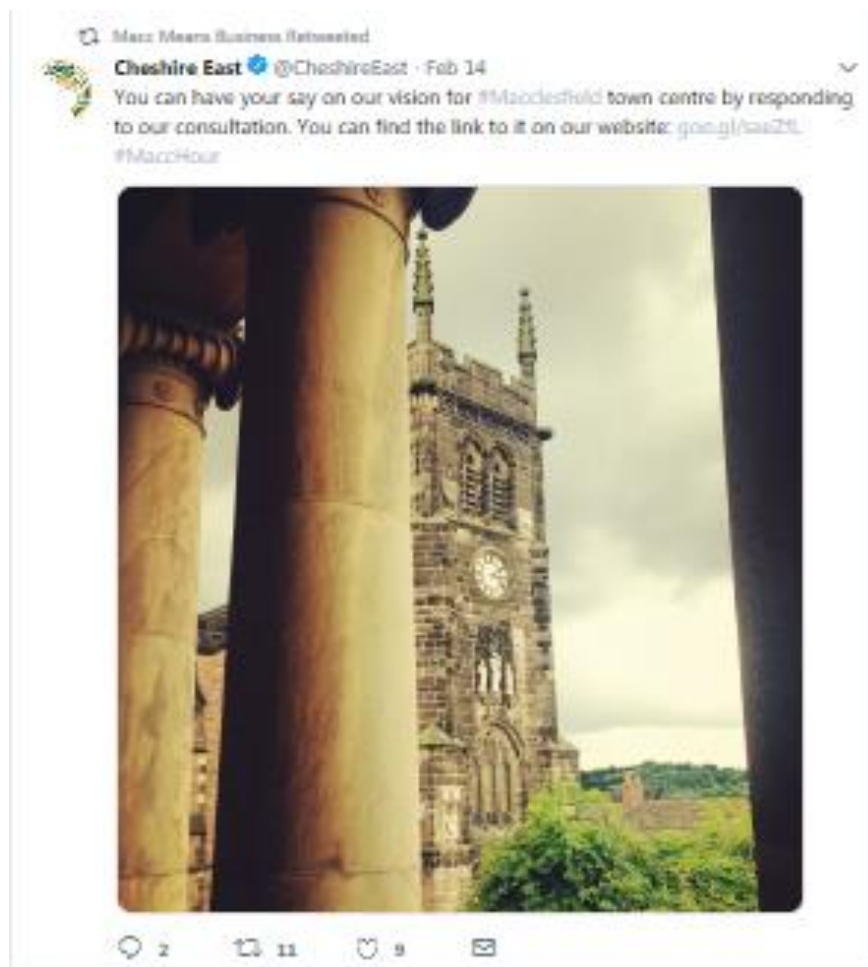 Macc Means Business Retweeted
Cheshire East @CheshireEast · Feb 14
You can have your say on our vision for #Macclesfield town centre by responding
to our consultation. You can find the link to it on our website:
#MaccHour
2 11 9